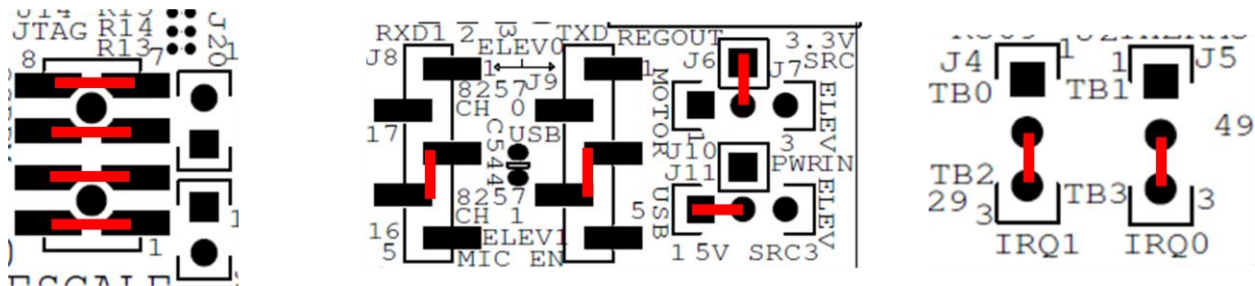 J14 R15
JTAG R14
R13
J20
1
8 7
1
1
RXD1 2 3 TXD
ELEV0
J8
1
J9
8257
CH 0
USB
C544
17
8257
CH 1
16
5
ELEV1
MIC EN
1
5
REGOUT
3.3V
SRC
J6
J7
MOTOR
ELEV
1
3
J10
J11
PWRIN
USB
ELEV
1 5V SRC3
J4
1
TB0
TB2
29
3
IRQ1
1
J5
TB1
49
TB3
3
IRQ0